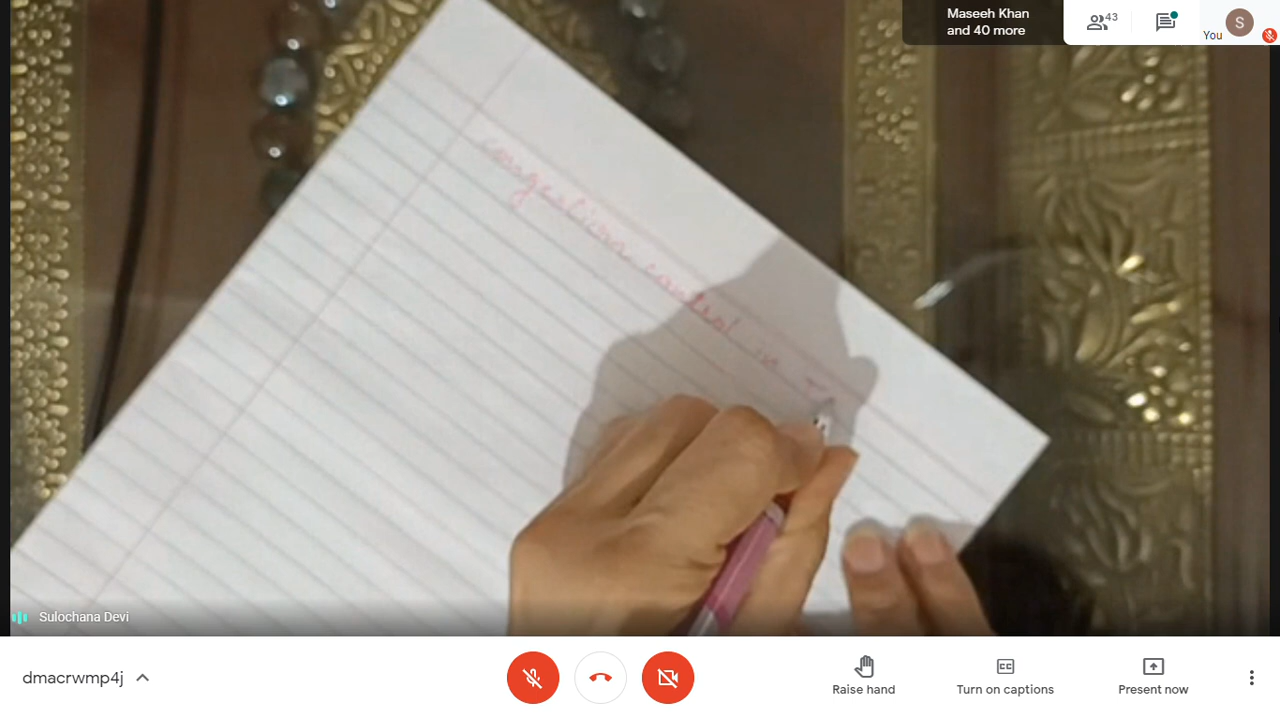 Maseeh Khan
and 40 more
43
You
S
congestion control in T
Sulochana Devi
dmacrwmp4j
Raise hand
Turn on captions
CC
Present now